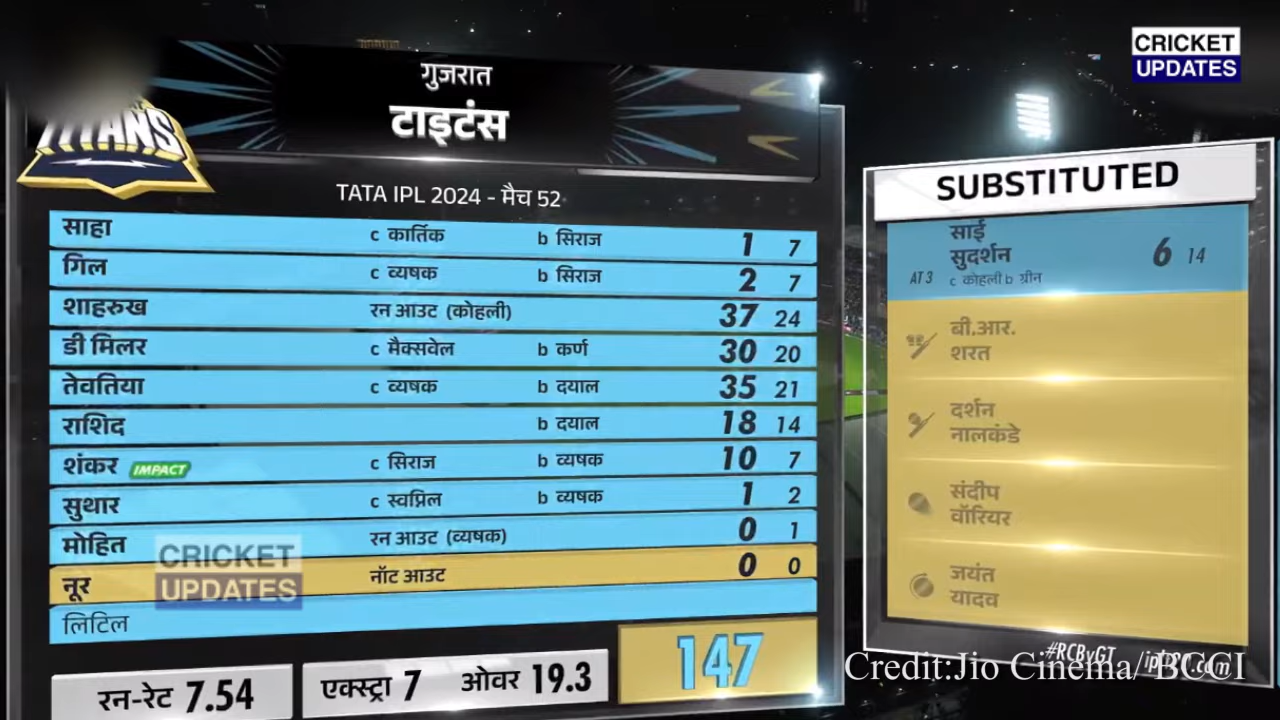 CRICKET
UPDATES
TITANS
गुजरात
टाइटंस
TATA IPL 2024 - मैच 52
साहा c कार्तिक b सिराज 1 7
गिल c व्यषक b सिराज 2 7
शाहरुख रन आउट (कोहली) 37 24
डी मिलर c मैक्सवेल b कर्ण 30 20
तेवतिया c व्यषक b दयाल 35 21
राशिद b दयाल 18 14
शंकर IMPACT c सिराज b व्यषक 10 7
सुथार c स्वप्निल b व्यषक 1 2
मोहित रन आउट (व्यषक) 0 1
नूर नॉट आउट 0 0
लिटिल
CRICKET
UPDATES
रन-रेट 7.54 एक्स्ट्रा 7 ओवर 19.3 147
SUBSTITUTED
साई
सुदर्शन 6 14
AT 3 c कोहली b ग्रीन
बी.आर.
शरत
दर्शन
नालकंडे
संदीप
वॉरियर
जयंत
यादव
#RCBvGT
Credit:Jio Cinema/ BCCI